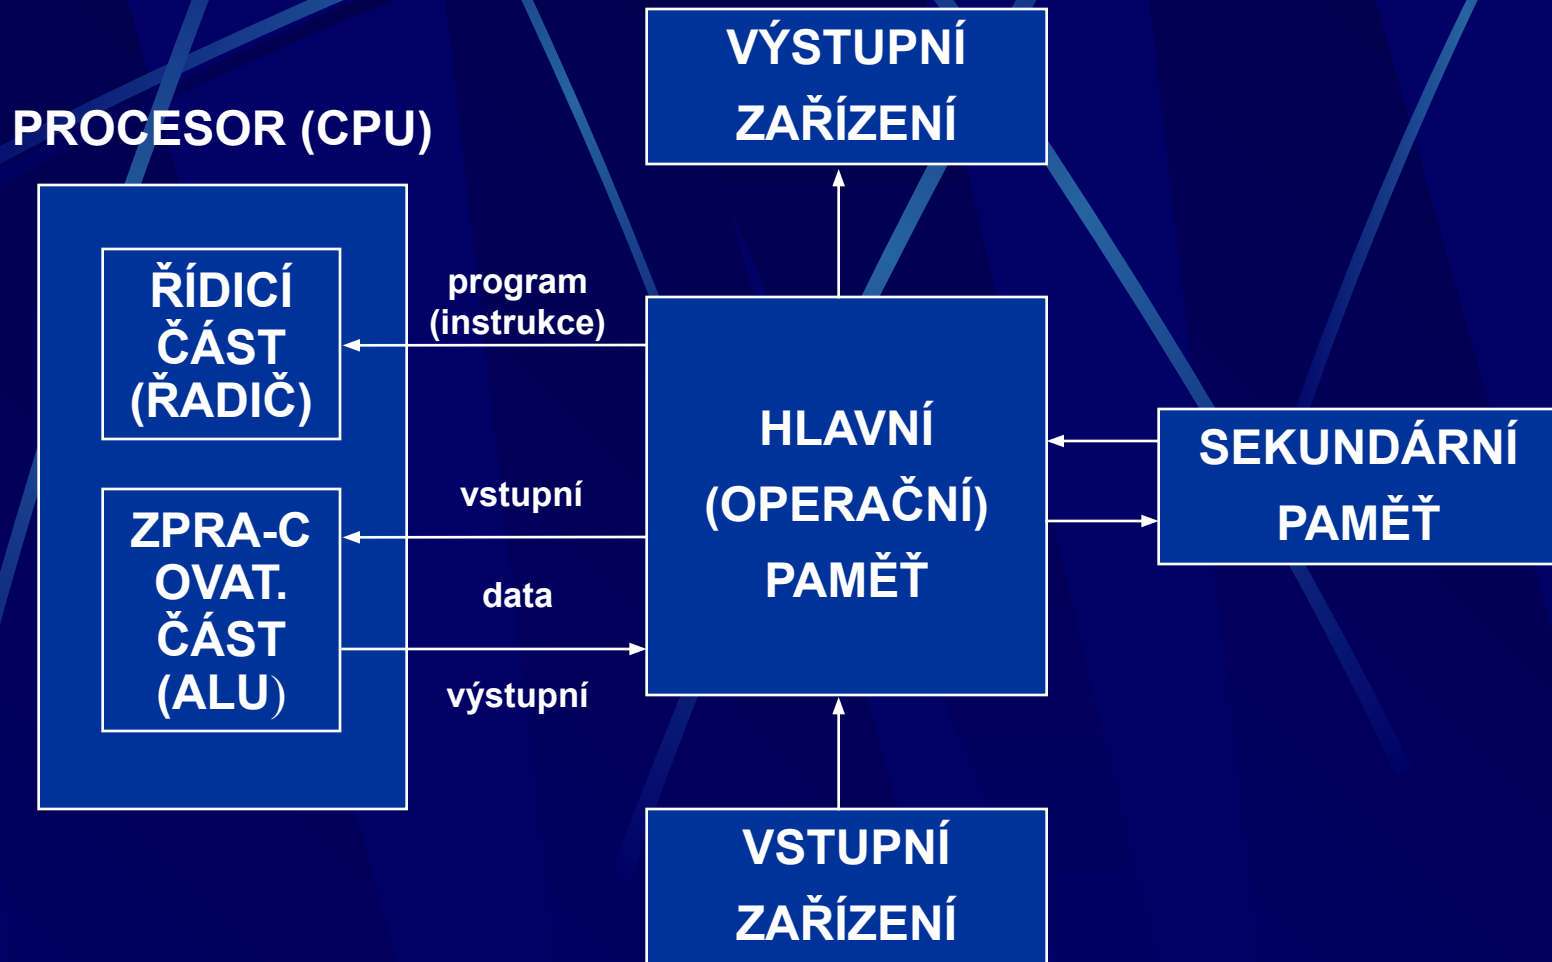 VÝSTUPNÍ
ZAŘÍZENÍ
PROCESOR (CPU)
ŘÍDICÍ
ČÁST
(ŘADIČ)
program
(instrukce)
HLAVNÍ
(OPERAČNÍ)
PAMĚŤ
SEKUNDÁRNÍ
PAMĚŤ
ZPRA-C
OVAT.
ČÁST
(ALU)
vstupní
data
výstupní
VSTUPNÍ
ZAŘÍZENÍ